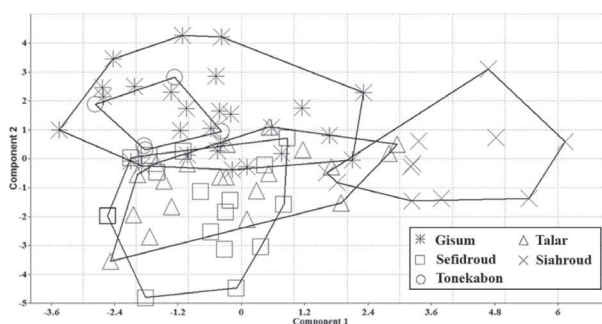 4
3
2
1
0
-1
-2
-3
-4
-5
Component 2
-3.6 -2.4 -1.2 0 1.2 2.4 3.6 4.8 6
Component 1
Gisum Talar
Sefidroud Siahroud
Tonekabon